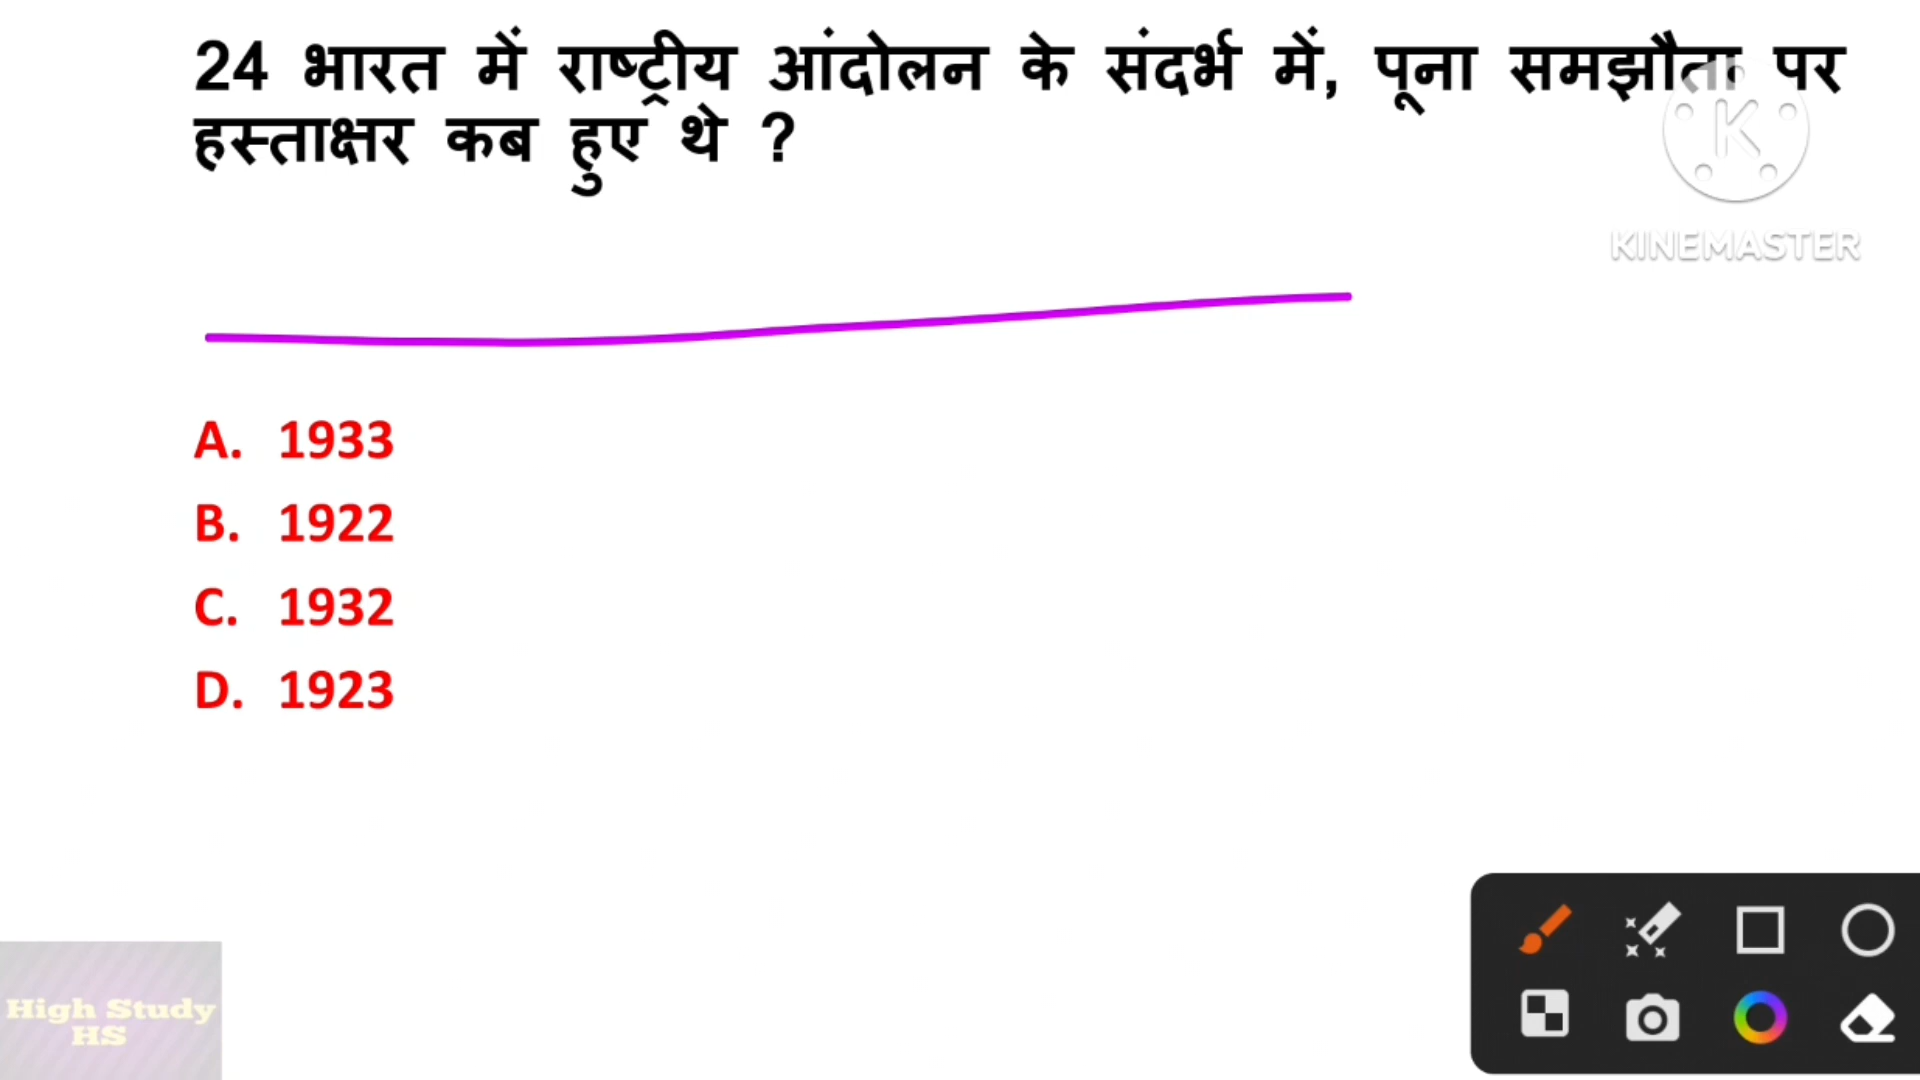 24 भारत में राष्ट्रीय आंदोलन के संदर्भ में, पूना समझौता पर
हस्ताक्षर कब हुए थे ?
KINEMASTER
A. 1933
B. 1922
C. 1932
D. 1923
High Study
HS